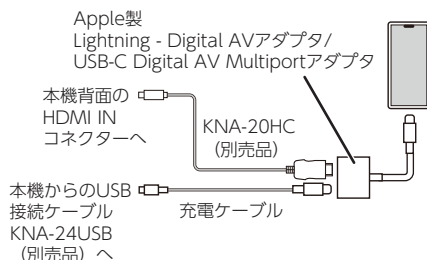 Apple製
Lightning - Digital AVアダプタ/
USB-C Digital AV Multiportアダプタ
本機背面の
HDMI IN
コネクターへ
KNA-20HC
（別売品）
本機からのUSB
接続ケーブル
KNA-24USB
（別売品）へ
充電ケーブル